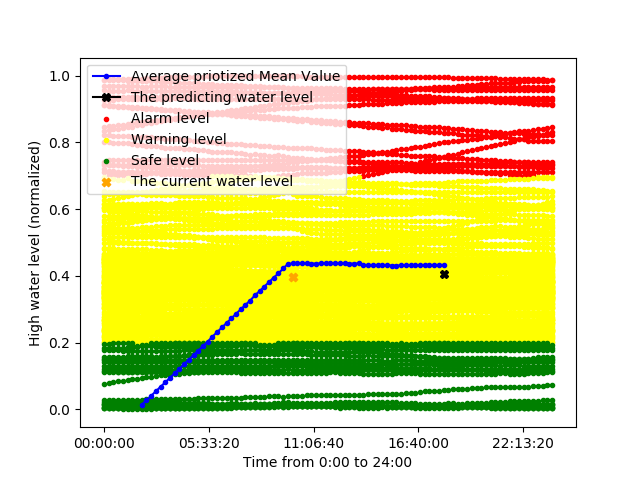 1.0
0.8
0.6
0.4
0.2
0.0
High water level (normalized)
Average priotized Mean Value
The predicting water level
Alarm level
Warning level
Safe level
The current water level
00:00:00 05:33:20 11:06:40 16:40:00 22:13:20
Time from 0:00 to 24:00